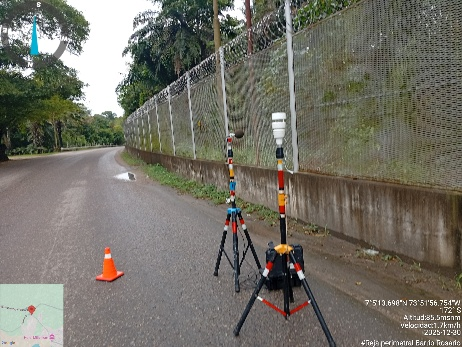 7°5'13,698"N 73°51'56,754"W
172° S
Altitud:85.5msnm
Velocidad:1.7km/h
2025-12-30
#Reja perimetral Barrio Rosario
Google